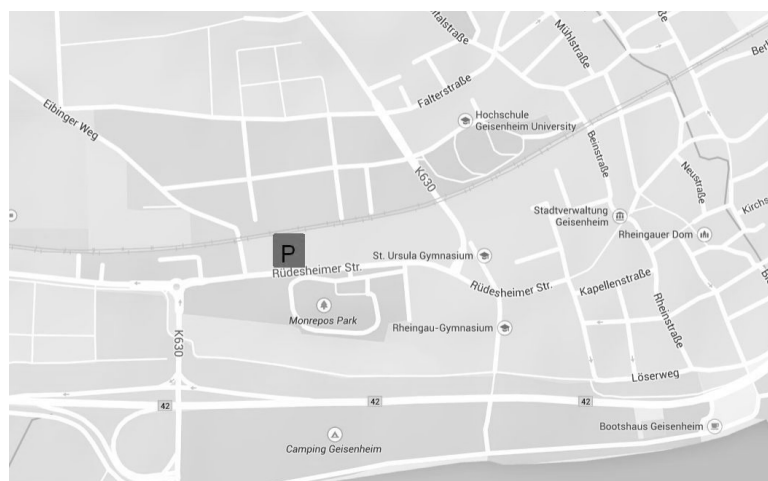 Mühlstraße
Falterstraße
Eibinger Weg
Hochschule
Geisenheim University
Beinstraße
K630
Neustraße
Stadtverwaltung
Geisenheim
Rheingauer Dom
P
Rüdesheimer Str.
St. Ursula Gymnasium
Rüdesheimer Str.
Kapellenstraße
Rheinstraße
Monrepos Park
Rheingau-Gymnasium
K630
Löserweg
42
42
42
Bootshaus Geisenheim
Camping Geisenheim